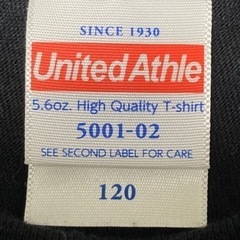 SINCE 1930
United Athle
5.6oz. High Quality T-shirt
5001-02
SEE SECOND LABEL FOR CARE
120